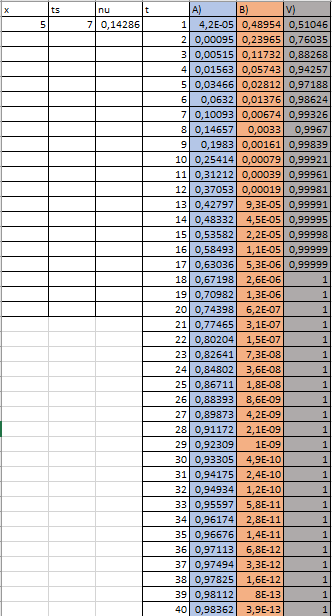 x ts nu t A) B) V)
5 7 0,14286 1 4,2E-05 0,48954 0,51046
2 0,00095 0,23965 0,76035
3 0,00515 0,11732 0,88268
4 0,01563 0,05743 0,94257
5 0,03466 0,02812 0,97188
6 0,0632 0,01376 0,98624
7 0,10093 0,00674 0,99326
8 0,14657 0,0033 0,9967
9 0,1983 0,00161 0,99839
10 0,25414 0,00079 0,99921
11 0,31212 0,00039 0,99961
12 0,37053 0,00019 0,99981
13 0,42797 9,3E-05 0,99991
14 0,48332 4,5E-05 0,99995
15 0,53582 2,2E-05 0,99998
16 0,58493 1,1E-05 0,99999
17 0,63036 5,3E-06 0,99999
18 0,67198 2,6E-06 1
19 0,70982 1,3E-06 1
20 0,74398 6,2E-07 1
21 0,77465 3,1E-07 1
22 0,80204 1,5E-07 1
23 0,82641 7,3E-08 1
24 0,84802 3,6E-08 1
25 0,86711 1,8E-08 1
26 0,88393 8,6E-09 1
27 0,89873 4,2E-09 1
28 0,91172 2,1E-09 1
29 0,92309 1E-09 1
30 0,93305 4,9E-10 1
31 0,94175 2,4E-10 1
32 0,94934 1,2E-10 1
33 0,95597 5,8E-11 1
34 0,96174 2,8E-11 1
35 0,96676 1,4E-11 1
36 0,97113 6,8E-12 1
37 0,97494 3,3E-12 1
38 0,97825 1,6E-12 1
39 0,98112 8E-13 1
40 0,98362 3,9E-13 1